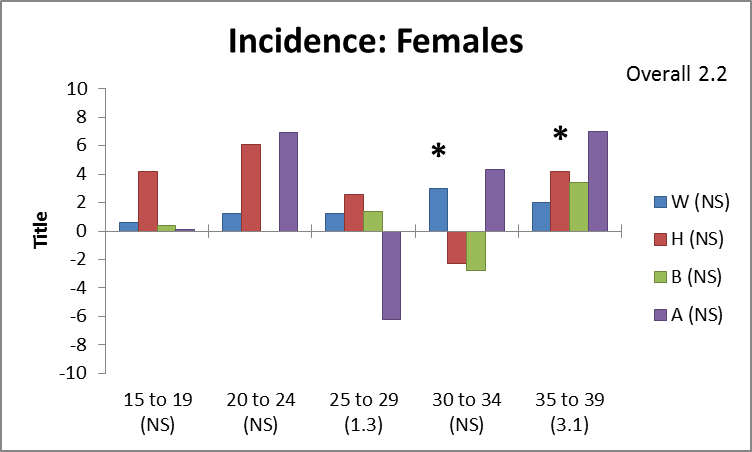 Incidence: Females
Overall 2.2
Title
10
8
6
4
2
0
-2
-4
-6
-8
-10
*
*
15 to 19
(NS)
20 to 24
(NS)
25 to 29
(1.3)
30 to 34
(NS)
35 to 39
(3.1)
W (NS)
H (NS)
B (NS)
A (NS)